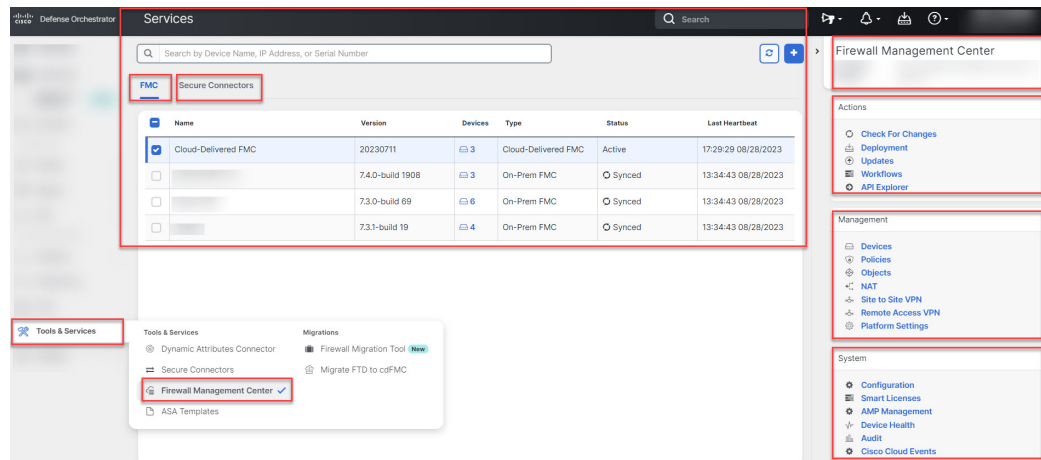 cisco Defense Orchestrator
Services
Search
Search by Device Name, IP Address, or Serial Number
FMC
Secure Connectors
Name Version Devices Type Status Last Heartbeat
Cloud-Delivered FMC 20230711 3 Cloud-Delivered FMC Active 17:29:29 08/28/2023
7.4.0-build 1908 3 On-Prem FMC Synced 13:34:43 08/28/2023
7.3.0-build 69 6 On-Prem FMC Synced 13:34:43 08/28/2023
7.3.1-build 19 4 On-Prem FMC Synced 13:34:43 08/28/2023
Tools & Services
Tools & Services
Dynamic Attributes Connector
Secure Connectors
Firewall Management Center
ASA Templates
Migrations
Firewall Migration Tool New
Migrate FTD to cdFMC
Firewall Management Center
Actions
Check For Changes
Deployment
Updates
Workflows
API Explorer
Management
Devices
Policies
Objects
NAT
Site to Site VPN
Remote Access VPN
Platform Settings
System
Configuration
Smart Licenses
AMP Management
Device Health
Audit
Cisco Cloud Events